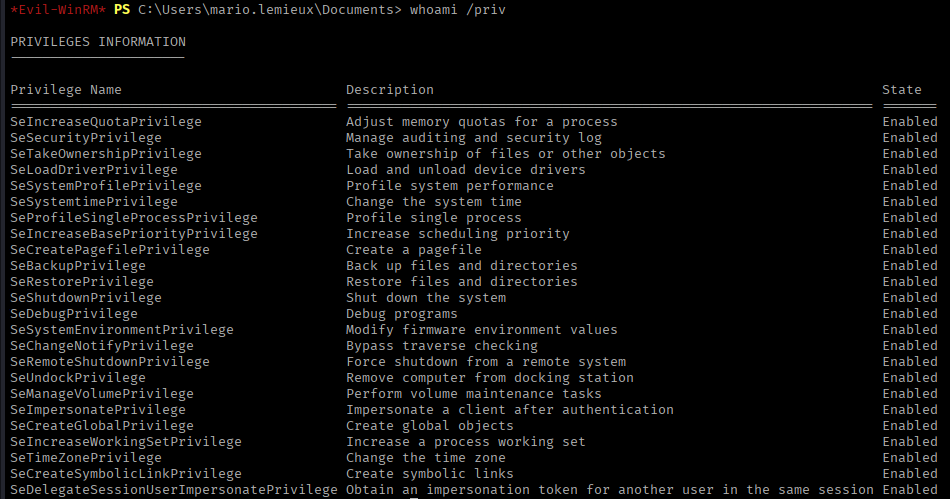 *Evil-WinRM* PS C:\Users\mario.lemieux\Documents> whoami /priv
PRIVILEGES INFORMATION
Privilege Name Description State
SeIncreaseQuotaPrivilege Adjust memory quotas for a process Enabled
SeSecurityPrivilege Manage auditing and security log Enabled
SeTakeOwnershipPrivilege Take ownership of files or other objects Enabled
SeLoadDriverPrivilege Load and unload device drivers Enabled
SeSystemProfilePrivilege Profile system performance Enabled
SeSystemtimePrivilege Change the system time Enabled
SeProfileSingleProcessPrivilege Profile single process Enabled
SeIncreaseBasePriorityPrivilege Increase scheduling priority Enabled
SeCreatePagefilePrivilege Create a pagefile Enabled
SeBackupPrivilege Back up files and directories Enabled
SeRestorePrivilege Restore files and directories Enabled
SeShutdownPrivilege Shut down the system Enabled
SeDebugPrivilege Debug programs Enabled
SeSystemEnvironmentPrivilege Modify firmware environment values Enabled
SeChangeNotifyPrivilege Bypass traverse checking Enabled
SeRemoteShutdownPrivilege Force shutdown from a remote system Enabled
SeUndockPrivilege Remove computer from docking station Enabled
SeManageVolumePrivilege Perform volume maintenance tasks Enabled
SeImpersonatePrivilege Impersonate a client after authentication Enabled
SeCreateGlobalPrivilege Create global objects Enabled
SeIncreaseWorkingSetPrivilege Increase a process working set Enabled
SeTimeZonePrivilege Change the time zone Enabled
SeCreateSymbolicLinkPrivilege Create symbolic links Enabled
SeDelegateSessionUserImpersonatePrivilege Obtain an impersonation token for another user in the same session Enabled